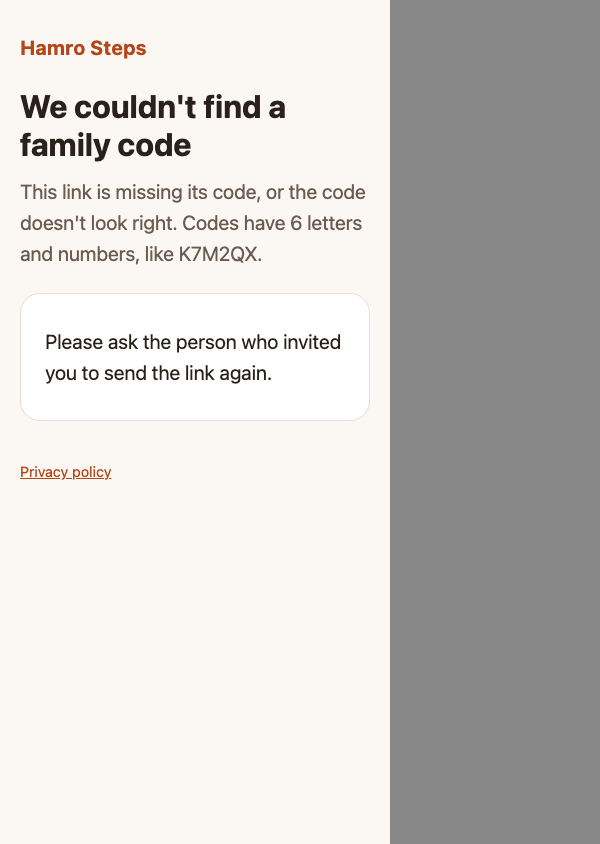 Hamro Steps
We couldn't find a
family code
This link is missing its code, or the code
doesn't look right. Codes have 6 letters
and numbers, like K7M2QX.
Please ask the person who invited
you to send the link again.
Privacy policy